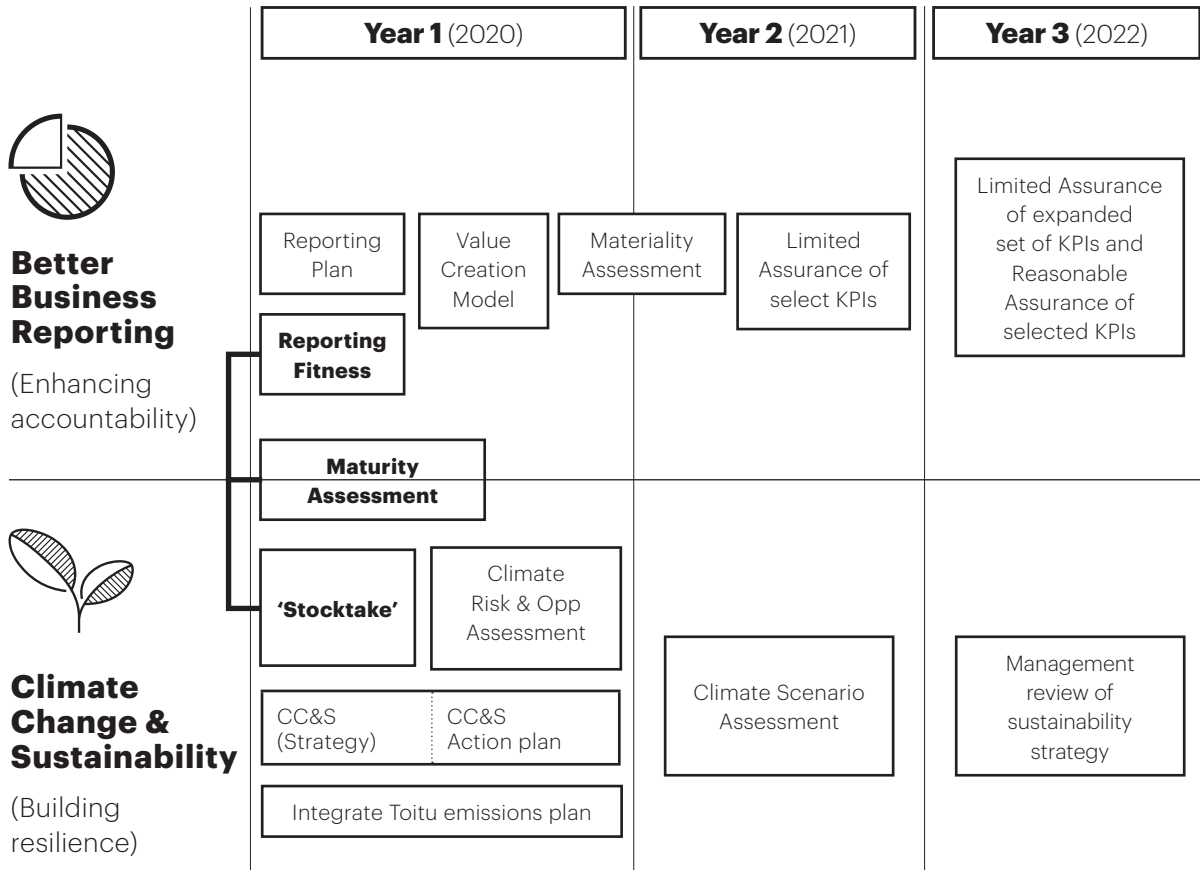 Year 1 (2020)
Year 2 (2021)
Year 3 (2022)
Better
Business
Reporting
(Enhancing
accountability)
Reporting
Plan
Value
Creation
Model
Materiality
Assessment
Limited
Assurance of
select KPIs
Limited Assurance
of expanded
set of KPIs and
Reasonable
Assurance of
selected KPIs
Reporting
Fitness
Maturity
Assessment
Climate
Change &
Sustainability
(Building
resilience)
‘Stocktake’
Climate
Risk & Opp
Assessment
CC&S
(Strategy)
CC&S
Action plan
Integrate Toitu emissions plan
Climate Scenario
Assessment
Management
review of
sustainability
strategy